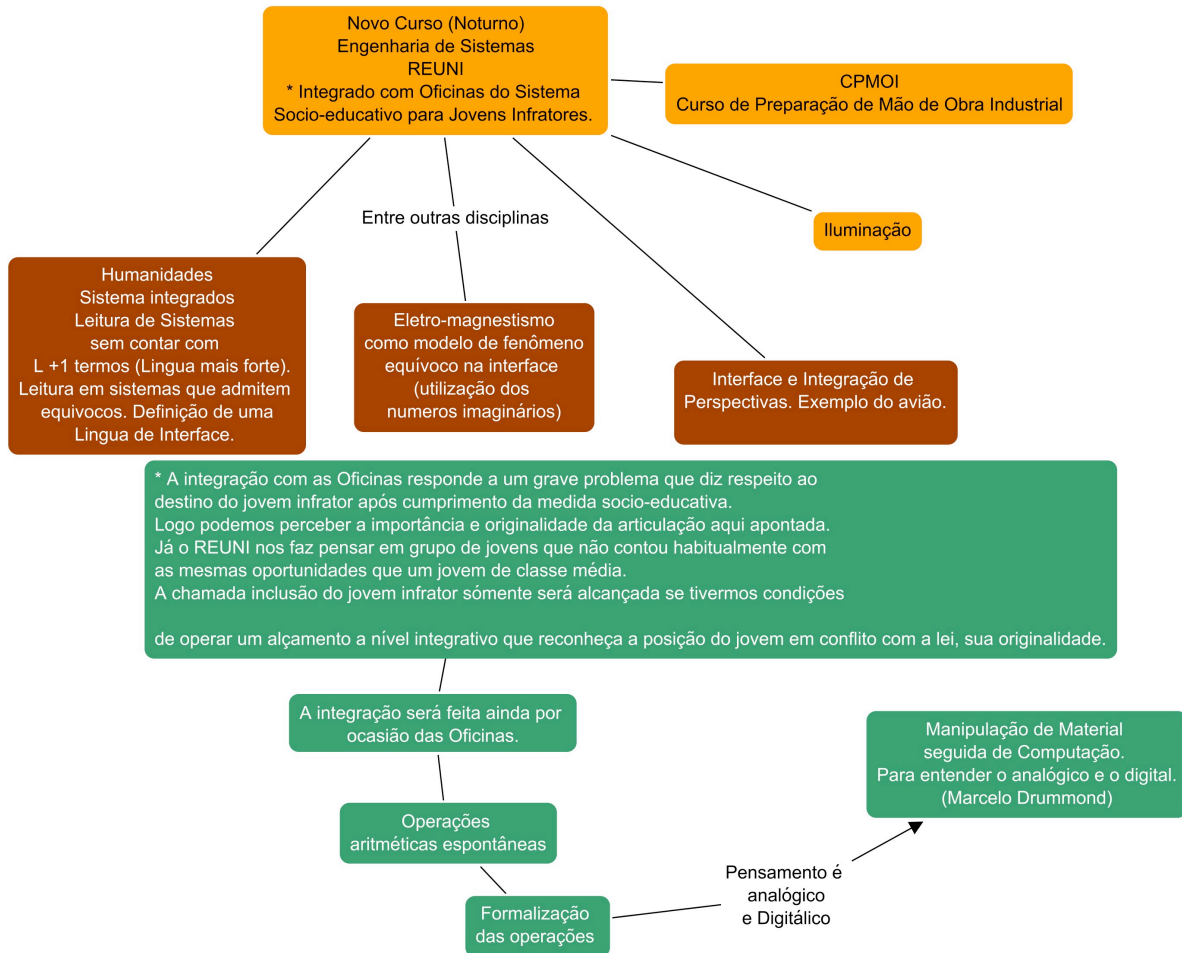 Novo Curso (Noturno)
Engenharia de Sistemas
REUNI
* Integrado com Oficinas do Sistema
Socio-educativo para Jovens Infratores.
CPMOI
Curso de Preparação de Mão de Obra Industrial
Iluminação
Entre outras disciplinas
Humanidades
Sistema integrados
Leitura de Sistemas
sem contar com
L +1 termos (Lingua mais forte).
Leitura em sistemas que admitem
equivocos. Definição de uma
Lingua de Interface.
Eletro-magnestismo
como modelo de fenômeno
equívoco na interface
(utilização dos
numeros imaginários)
Interface e Integração de
Perspectivas. Exemplo do avião.
* A integração com as Oficinas responde a um grave problema que diz respeito ao
destino do jovem infrator após cumprimento da medida socio-educativa.
Logo podemos perceber a importância e originalidade da articulação aqui apontada.
Já o REUNI nos faz pensar em grupo de jovens que não contou habitualmente com
as mesmas oportunidades que um jovem de classe média.
A chamada inclusão do jovem infrator sómente será alcançada se tivermos condições
de operar um alçamento a nível integrativo que reconheça a posição do jovem em conflito com a lei, sua originalidade.
A integração será feita ainda por
ocasião das Oficinas.
Operações
aritméticas espontâneas
Formalização
das operações
Pensamento é
analógico
e Digitálico
Manipulação de Material
seguida de Computação.
Para entender o analógico e o digital.
(Marcelo Drummond)